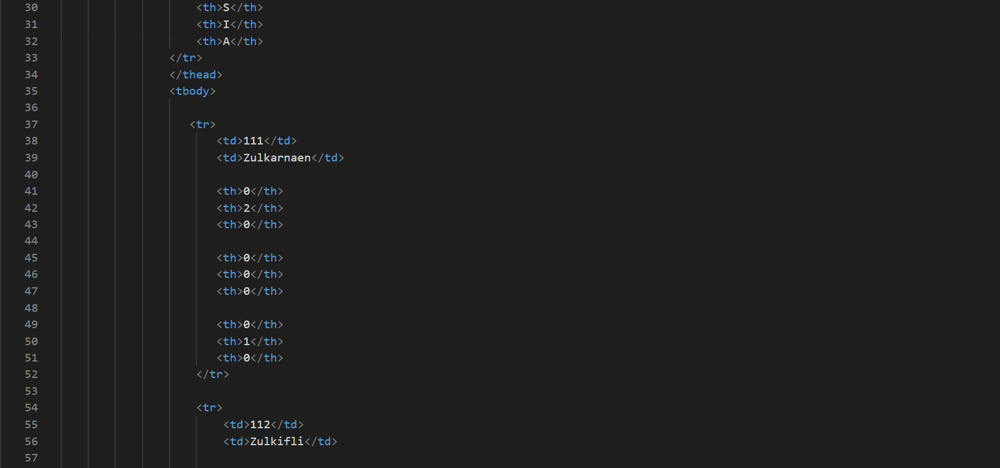 30 <th>S</th>
31 <th>I</th>
32 <th>A</th>
33 </tr>
34 </thead>
35 <tbody>
36
37 <tr>
38 <td>111</td>
39 <td>Zulkarnaen</td>
40
41 <th>0</th>
42 <th>2</th>
43 <th>0</th>
44
45 <th>0</th>
46 <th>0</th>
47 <th>0</th>
48
49 <th>0</th>
50 <th>1</th>
51 <th>0</th>
52 </tr>
53
54 <tr>
55 <td>112</td>
56 <td>Zulkifli</td>
57